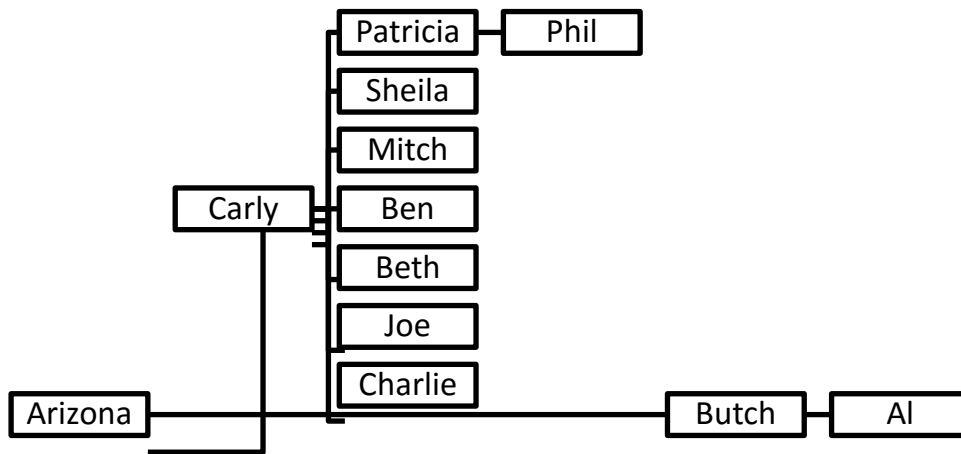 Patricia
Phil
Sheila
Mitch
Carly
Ben
Beth
Joe
Charlie
Arizona
Butch
Al